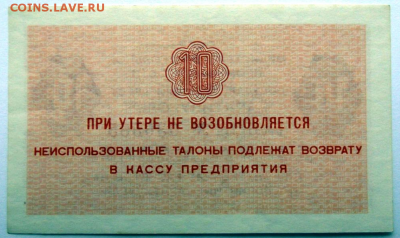 COINS.LAVE.RU
10
ПРИ УТЕРЕ НЕ ВОЗОБНОВЛЯЕТСЯ
НЕИСПОЛЬЗОВАННЫЕ ТАЛОНЫ ПОДЛЕЖАТ ВОЗВРАТУ
В КАССУ ПРЕДПРИЯТИЯ